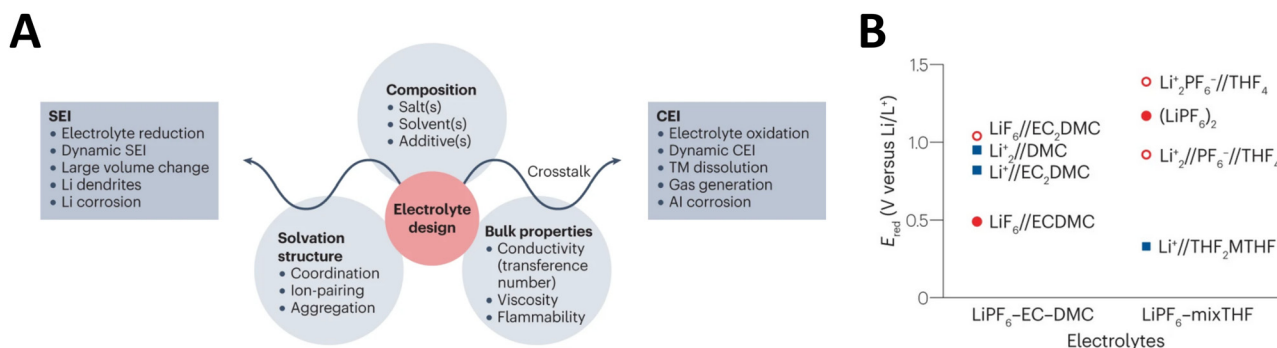 A
SEI
• Electrolyte reduction
• Dynamic SEI
• Large volume change
• Li dendrites
• Li corrosion
Composition
• Salt(s)
• Solvent(s)
• Additive(s)
Electrolyte
design
Solvation
structure
• Coordination
• Ion-pairing
• Aggregation
Bulk properties
• Conductivity
(transference
number)
• Viscosity
• Flammability
Crosstalk
CEI
• Electrolyte oxidation
• Dynamic CEI
• TM dissolution
• Gas generation
• Al corrosion
B
E_red (V versus Li/L⁺)
1.5
1.0
0.5
0
LiF₆//EC₂DMC
Li⁺₂//DMC
Li⁺//EC₂DMC
LiF₆//ECDMC
Li⁺₂PF₆⁻//THF₄
(LiPF₆)₂
Li⁺₂//PF₆⁻//THF₄
Li⁺//THF₂MTHF
LiPF₆–EC–DMC
LiPF₆–mixTHF
Electrolytes